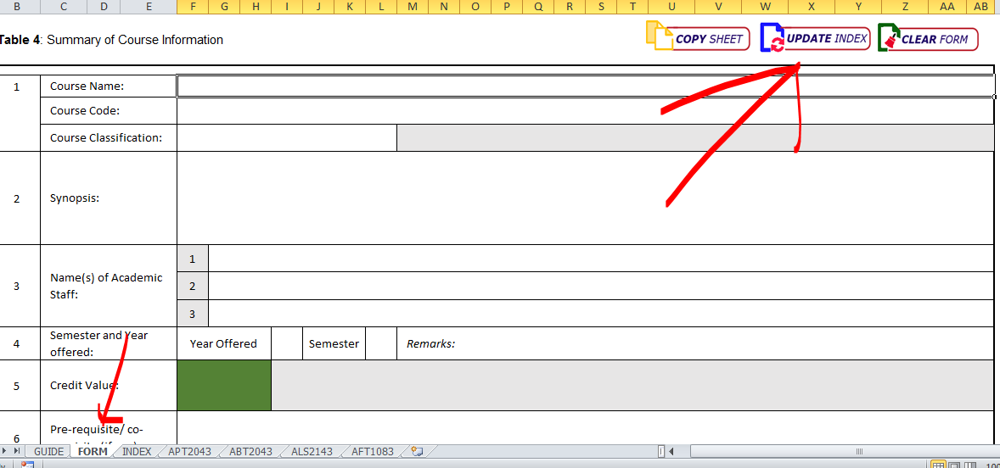 B C D E F G H I J K L M N O P Q R S T U V W X Y Z AA AB
Table 4: Summary of Course Information
COPY SHEET
UPDATE INDEX
CLEAR FORM
1 Course Name:
Course Code:
Course Classification:
2 Synopsis:
3 Name(s) of Academic
Staff:
1
2
3
4 Semester and Year
offered:
Year Offered Semester Remarks:
5 Credit Value:
6 Pre-requisite/ co-
GUIDE FORM INDEX APT2043 ABT2043 ALS2143 AFT1083